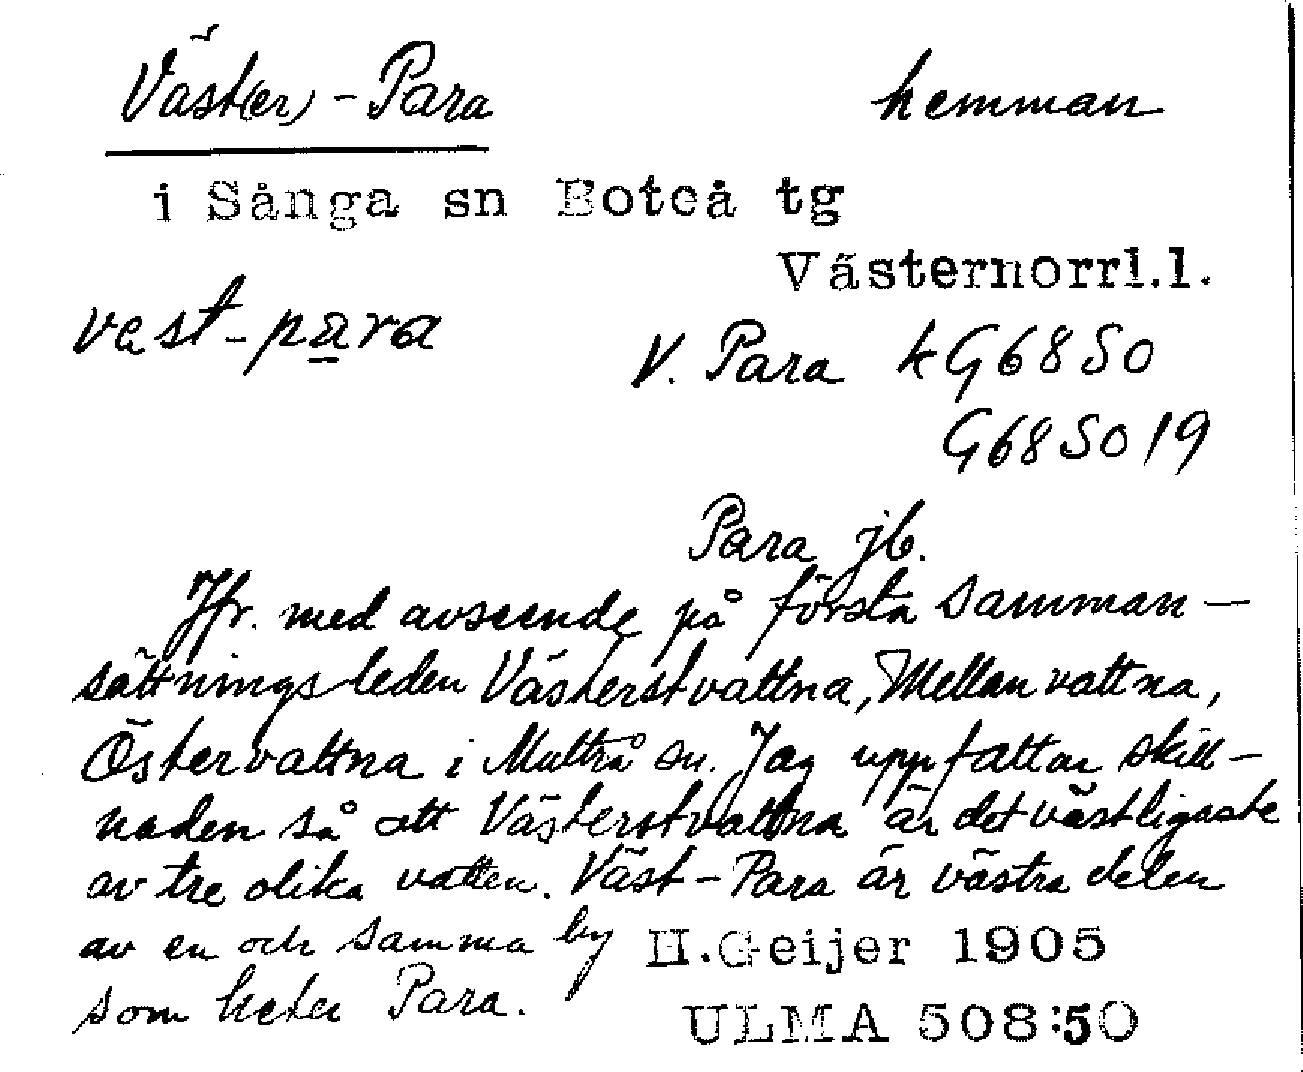 Väst(er)-Para hemman
i Sånga sn Boteå tg
Västernorrl.l.
vest-para
V. Para kG6850
G685019
Para jb.
Jfr. med avseende på första samman-
sättningsleden Västerstvattna, Mellanvattna,
Östervattna i Multrå sn. Jag uppfattar skill-
naden så att Västerstvattna är det västligaste
av tre olika vatten. Väst-Para är västra delen
av en och samma by
som heter Para.
H.Geijer 1905
ULMA 508:50